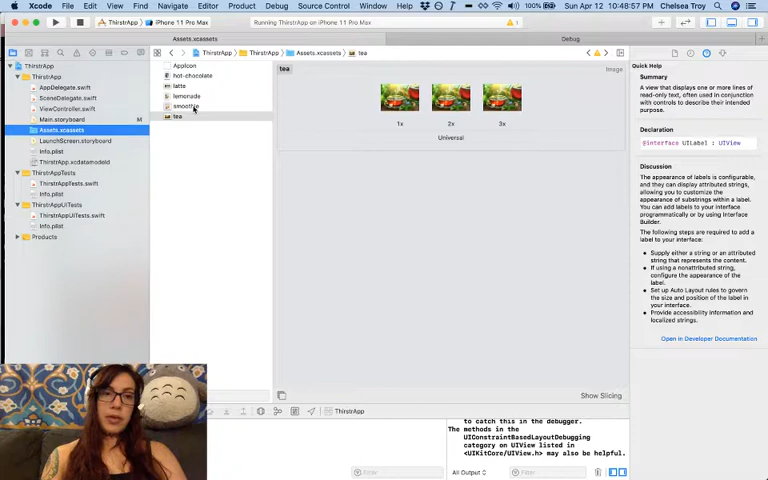 Xcode File Edit View Find Navigate Editor Product Debug Source Control Window Help 100% Sun Apr 12 10:48:57 PM Chelsea Troy
ThirstrApp iPhone 11 Pro Max Running ThirstrApp on iPhone 11 Pro Max 1
Assets.xcassets Debug
ThirstrApp ThirstrApp Assets.xcassets tea
ThirstrApp
ThirstrApp
AppDelegate.swift
SceneDelegate.swift
ViewController.swift
Main.storyboard M
Assets.xcassets
LaunchScreen.storyboard
Info.plist
ThirstrApp.xcdatamodeld
ThirstrAppTests
ThirstrAppTests.swift
Info.plist
ThirstrAppUITests
ThirstrAppUITests.swift
Info.plist
Products
AppIcon
hot-chocolate
latte
lemonade
smoothie
tea
tea Image
1x 2x 3x
Universal
Show Slicing
ThirstrApp
to catch this in the debugger.
The methods in the
UIConstraintBasedLayoutDebugging
category on UIView listed in
<UIKitCore/UIView.h> may also be helpful.
Filter All Output Filter
Quick Help
Summary
A view that displays one or more lines of
read-only text, often used in conjunction
with controls to describe their intended
purpose.
Declaration
@interface UILabel : UIView
Discussion
The appearance of labels is configurable,
and they can display attributed strings,
allowing you to customize the
appearance of substrings within a label.
You can add labels to your interface
programmatically or by using Interface
Builder.
The following steps are required to add a
label to your interface:
• Supply either a string or an attributed
string that represents the content.
• If using a nonattributed string,
configure the appearance of the
label.
• Set up Auto Layout rules to govern
the size and position of the label in
your interface.
• Provide accessibility information and
localized strings.
Open in Developer Documentation